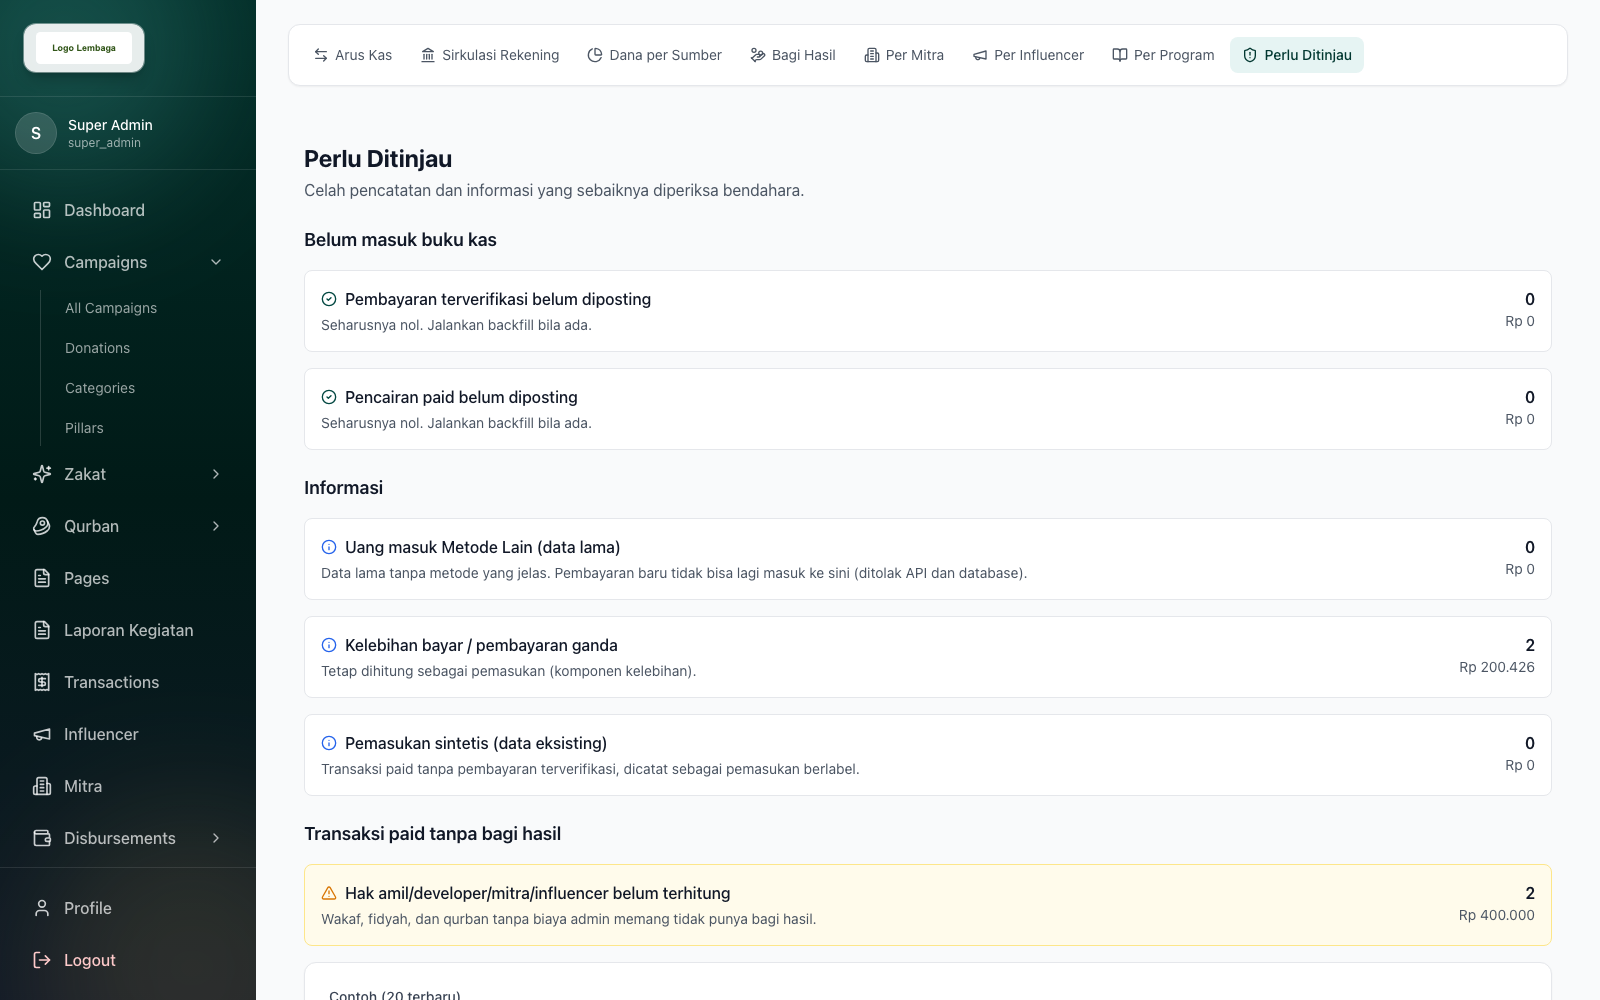 Logo Lembaga
S
Super Admin
super_admin
Dashboard
Campaigns
All Campaigns
Donations
Categories
Pillars
Zakat
Qurban
Pages
Laporan Kegiatan
Transactions
Influencer
Mitra
Disbursements
Profile
Logout
Arus Kas
Sirkulasi Rekening
Dana per Sumber
Bagi Hasil
Per Mitra
Per Influencer
Per Program
Perlu Ditinjau
Perlu Ditinjau
Celah pencatatan dan informasi yang sebaiknya diperiksa bendahara.
Belum masuk buku kas
Pembayaran terverifikasi belum diposting
0
Seharusnya nol. Jalankan backfill bila ada.
Rp 0
Pencairan paid belum diposting
0
Seharusnya nol. Jalankan backfill bila ada.
Rp 0
Informasi
Uang masuk Metode Lain (data lama)
0
Data lama tanpa metode yang jelas. Pembayaran baru tidak bisa lagi masuk ke sini (ditolak API dan database).
Rp 0
Kelebihan bayar / pembayaran ganda
2
Tetap dihitung sebagai pemasukan (komponen kelebihan).
Rp 200.426
Pemasukan sintetis (data eksisting)
0
Transaksi paid tanpa pembayaran terverifikasi, dicatat sebagai pemasukan berlabel.
Rp 0
Transaksi paid tanpa bagi hasil
Hak amil/developer/mitra/influencer belum terhitung
2
Wakaf, fidyah, dan qurban tanpa biaya admin memang tidak punya bagi hasil.
Rp 400.000
Contoh (20 terbaru)